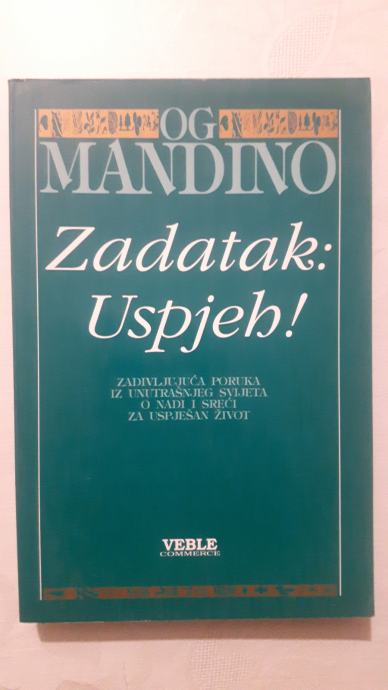 OG
MANDINO
Zadatak:
Uspjeh!
ZADIVLJUJUĆA PORUKA
IZ UNUTRAŠNJEG SVIJETA
O NADI I SREĆI
ZA USPJEŠAN ŽIVOT
VEBLE
COMMERCE